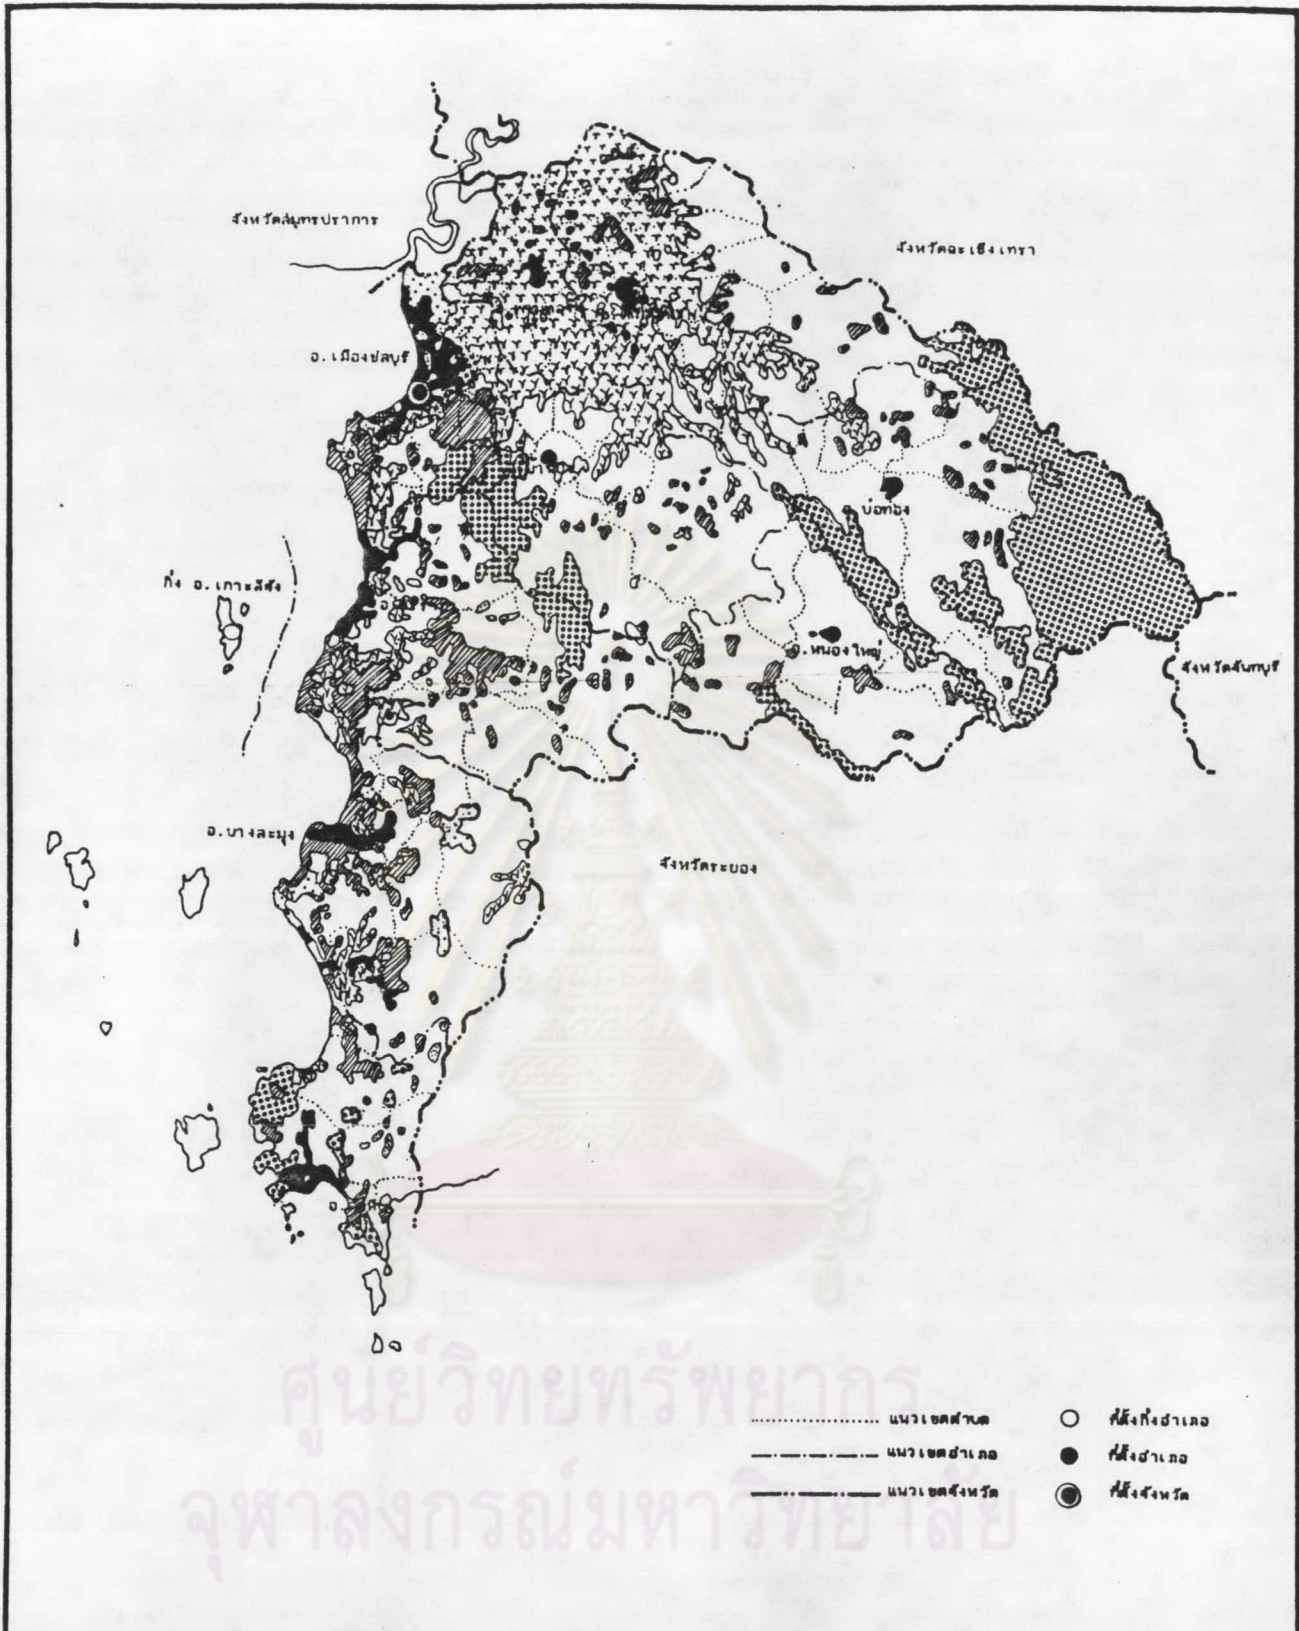 จังหวัดสมุทรปราการ
จังหวัดฉะเชิงเทรา
อ.เมืองชลบุรี
บ่อทอง
กิ่ง อ.เกาะสีชัง
อ.หนองใหญ่
จังหวัดจันทบุรี
อ.บางละมุง
จังหวัดระยอง
ศูนย์วิทยทรัพยากร
จุฬาลงกรณ์มหาวิทยาลัย
แนวเขตตำบล
ที่ตั้งกิ่งอำเภอ
แนวเขตอำเภอ
ที่ตั้งอำเภอ
แนวเขตจังหวัด
ที่ตั้งจังหวัด